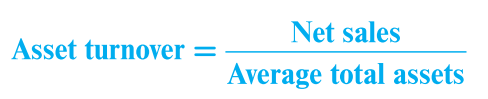 Asset turnover = Net sales
Average total assets